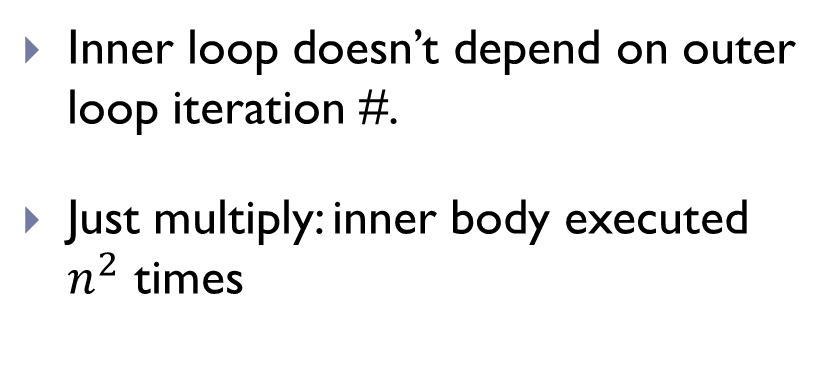 Inner loop doesn’t depend on outer
loop iteration #.
Just multiply: inner body executed
n² times